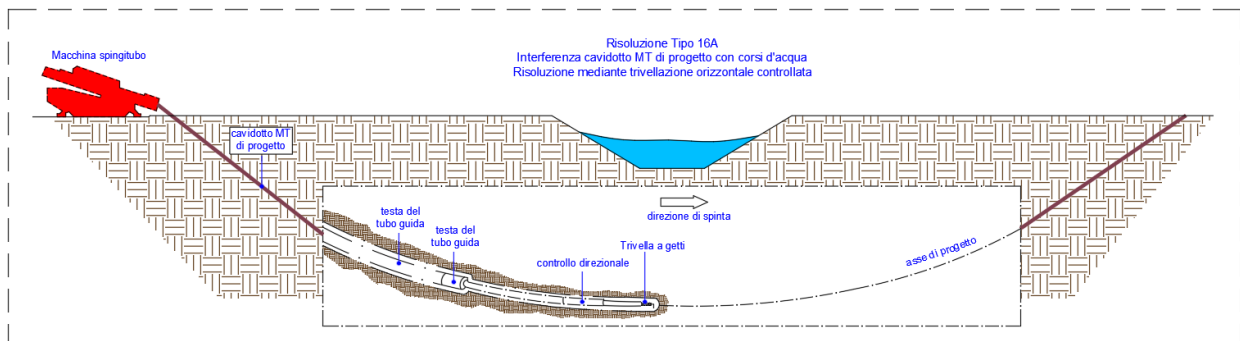 Risoluzione Tipo 16A
Interferenza cavidotto MT di progetto con corsi d'acqua
Risoluzione mediante trivellazione orizzontale controllata
Macchina spingitubo
cavidotto MT
di progetto
direzione di spinta
testa del
tubo guida
testa del
tubo guida
Trivella a getti
controllo direzionale
asse di progetto